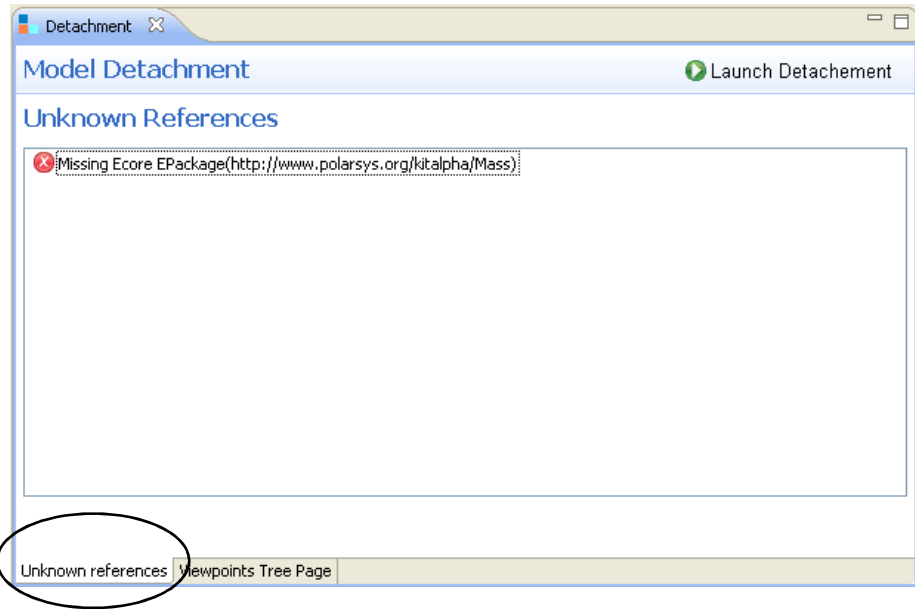 Detachment
Model Detachment
Launch Detachement
Unknown References
Missing Ecore EPackage(http://www.polarsys.org/kitalpha/Mass)
Unknown references
Viewpoints Tree Page